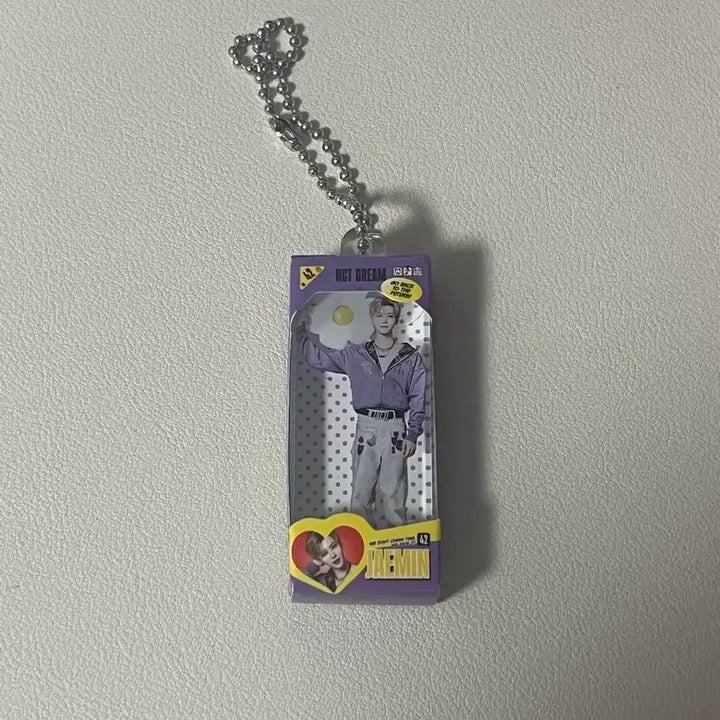 NCT DREAM
GO BACK
TO THE
FUTURE!
42
JAEMIN